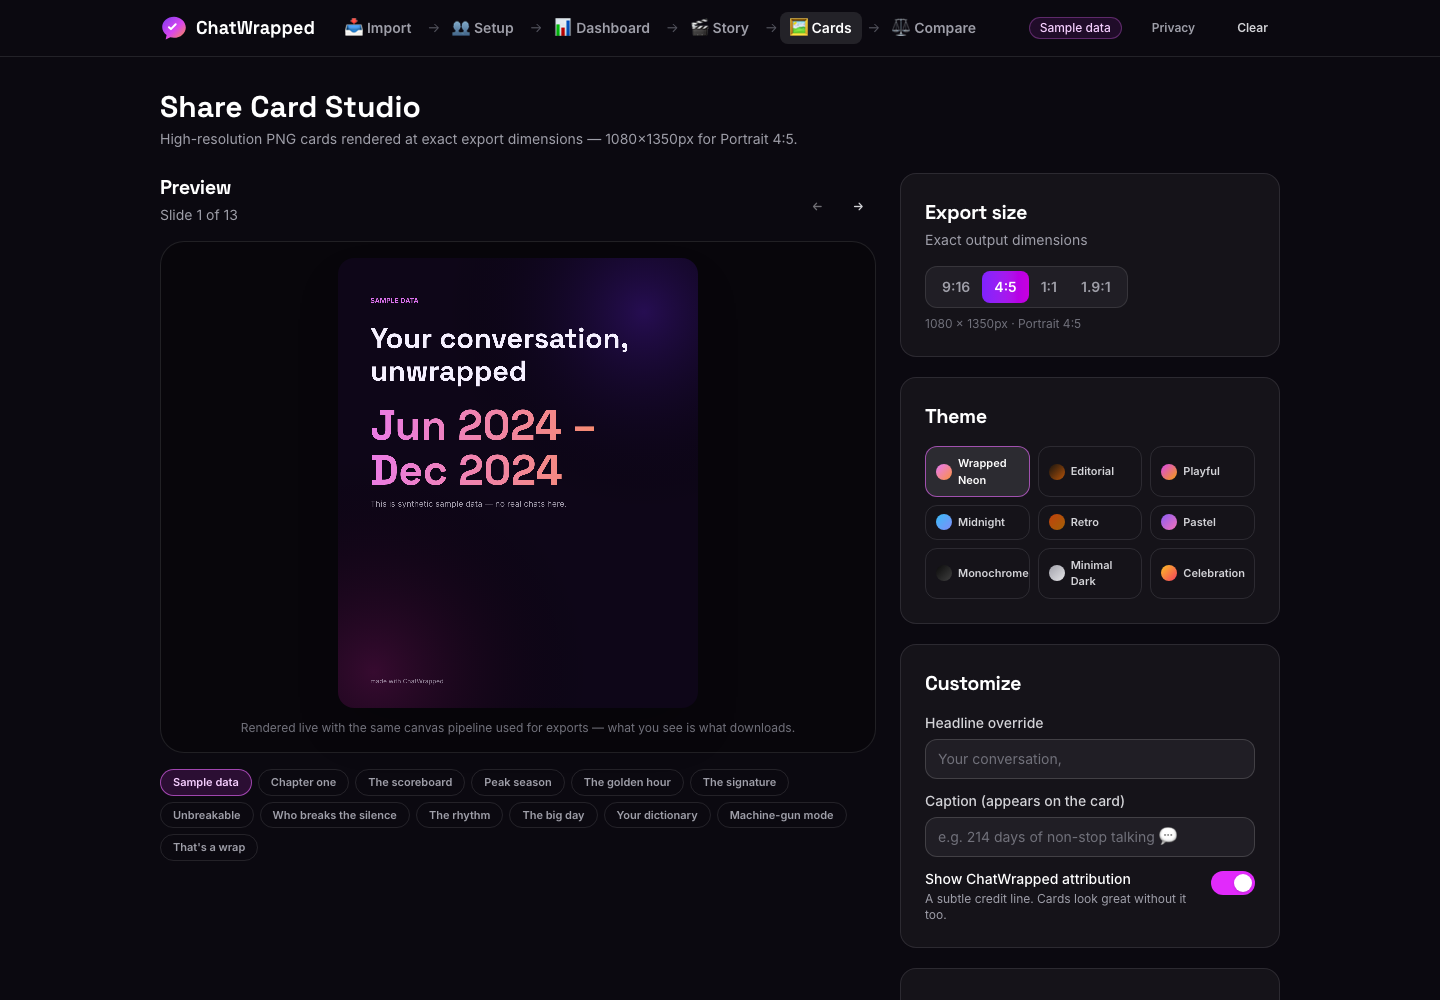 ChatWrapped
📥 Import → 👥 Setup → 📊 Dashboard → 🎬 Story → 🖼️ Cards → ⚖️ Compare
Sample data
Privacy
Clear
Share Card Studio
High-resolution PNG cards rendered at exact export dimensions — 1080×1350px for Portrait 4:5.
Preview
Slide 1 of 13
← →
SAMPLE DATA
Your conversation,
unwrapped
Jun 2024 –
Dec 2024
This is synthetic sample data — no real chats here.
made with ChatWrapped
Rendered live with the same canvas pipeline used for exports — what you see is what downloads.
Sample data
Chapter one
The scoreboard
Peak season
The golden hour
The signature
Unbreakable
Who breaks the silence
The rhythm
The big day
Your dictionary
Machine-gun mode
That's a wrap
Export size
Exact output dimensions
9:16 4:5 1:1 1.9:1
1080 × 1350px · Portrait 4:5
Theme
Wrapped
Neon
Editorial
Playful
Midnight
Retro
Pastel
Monochrome
Minimal
Dark
Celebration
Customize
Headline override
Your conversation,
Caption (appears on the card)
e.g. 214 days of non-stop talking 💬
Show ChatWrapped attribution
A subtle credit line. Cards look great without it
too.